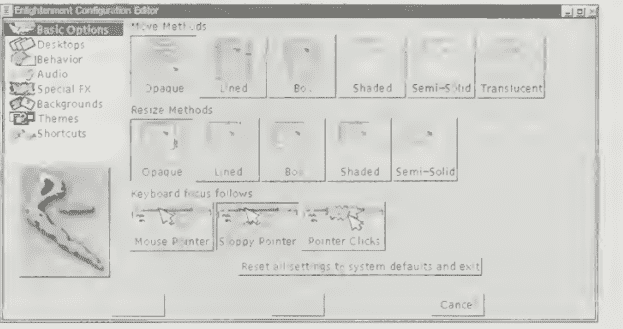 Enlightenment Configuration Editor
Basic Options
Desktops
Behavior
Audio
Special FX
Backgrounds
Themes
Shortcuts
Move Methods
Opaque Lined Box Shaded Semi-Solid Translucent
Resize Methods
Opaque Lined Box Shaded Semi-Solid
Keyboard focus follows
Mouse Pointer Sloppy Pointer Pointer Clicks
Reset all settings to system defaults and exit
Cancel